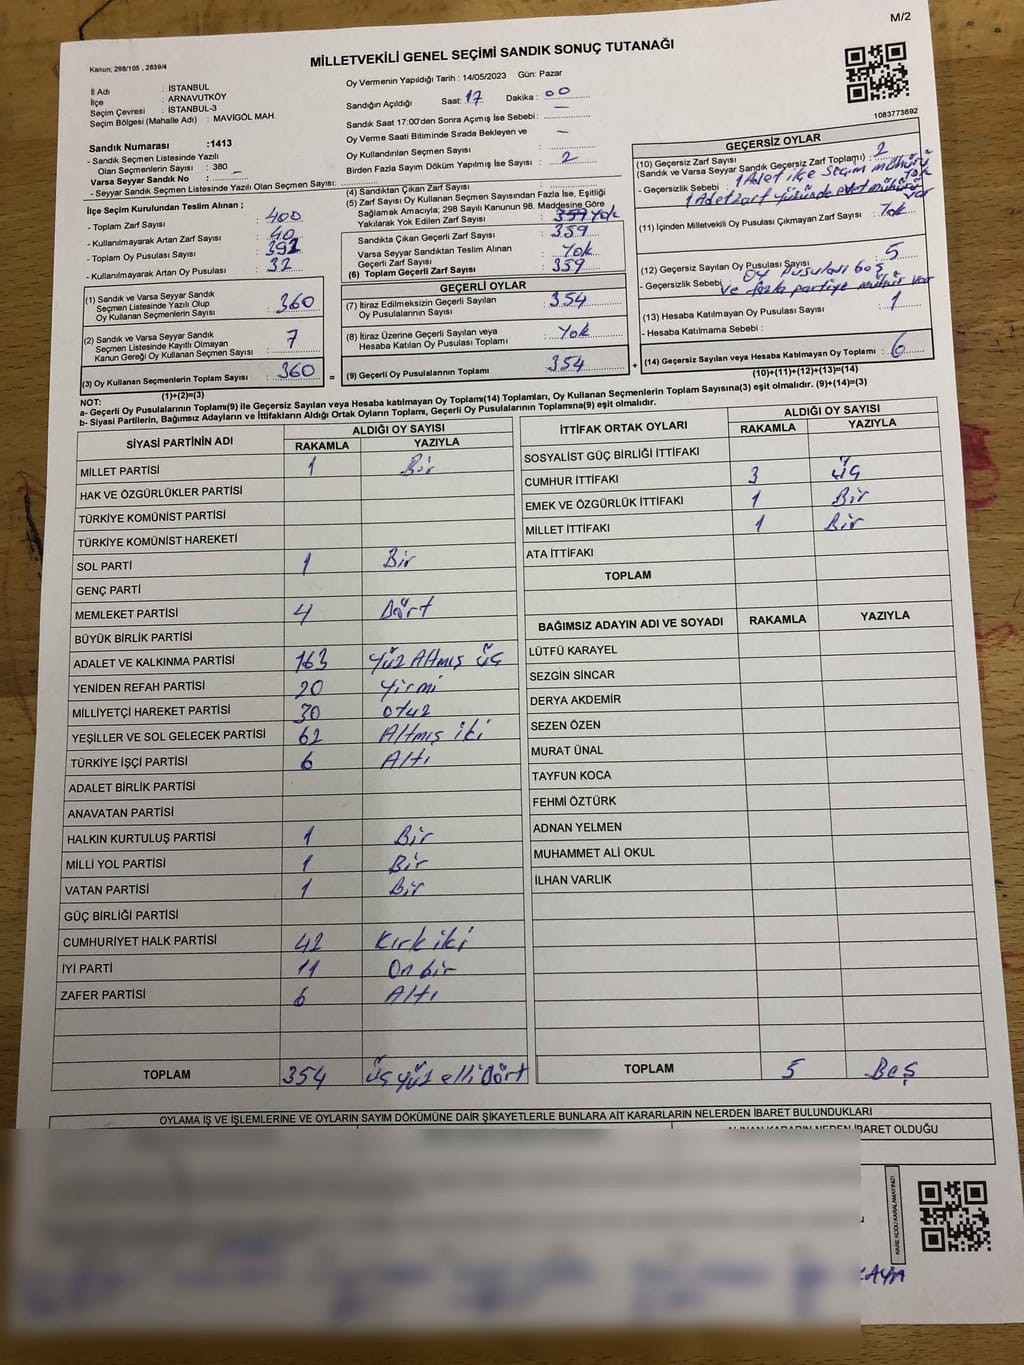 M/2
MİLLETVEKİLİ GENEL SEÇİMİ SANDIK SONUÇ TUTANAĞI
Kanun; 298/105 , 2839/4
İl Adı : İSTANBUL
İlçe : ARNAVUTKÖY
Seçim Çevresi : İSTANBUL-3
Seçim Bölgesi (Mahalle Adı) : MAVİGÖL MAH.
Sandık Numarası :1413
- Sandık Seçmen Listesinde Yazılı
Olan Seçmenlerin Sayısı : 380
Varsa Seyyar Sandık No : –
- Seyyar Sandık Seçmen Listesinde Yazılı Olan Seçmen Sayısı:
İlçe Seçim Kurulundan Teslim Alınan ;
- Toplam Zarf Sayısı : 400
- Kullanılmayarak Artan Zarf Sayısı : 40
- Toplam Oy Pusulası Sayısı : 392
- Kullanılmayarak Artan Oy Pusulası : 32
(1) Sandık ve Varsa Seyyar Sandık
Seçmen Listesinde Yazılı Olup
Oy Kullanan Seçmenlerin Sayısı : 360
(2) Sandık ve Varsa Seyyar Sandık
Seçmen Listesinde Kayıtlı Olmayan
Kanun Gereği Oy Kullanan Seçmen Sayısı : 7
(3) Oy Kullanan Seçmenlerin Toplam Sayısı : 360
(1)+(2)=(3)
Oy Vermenin Yapıldığı Tarih : 14/05/2023 Gün: Pazar
Sandığın Açıldığı Saat: 17 Dakika : 00
Sandık Saat 17:00'den Sonra Açımış İse Sebebi: –
Oy Verme Saati Bitiminde Sırada Bekleyen ve
Oy Kullandırılan Seçmen Sayısı : –
Birden Fazla Sayım Döküm Yapılmış İse Sayısı : 2
(4) Sandıktan Çıkan Zarf Sayısı
(5) Zarf Sayısı Oy Kullanan Seçmen Sayısından Fazla İse, Eşitliği
Sağlamak Amacıyla, 298 Sayılı Kanunun 98. Maddesine Göre
Yakılarak Yok Edilen Zarf Sayısı : 359 Yok
Sandıkta Çıkan Geçerli Zarf Sayısı : 359
Varsa Seyyar Sandıktan Teslim Alınan
Geçerli Zarf Sayısı : Yok
(6) Toplam Geçerli Zarf Sayısı : 359
GEÇERLİ OYLAR
(7) İtiraz Edilmeksizin Geçerli Sayılan
Oy Pusulalarının Sayısı : 354
(8) İtiraz Üzerine Geçerli Sayılan veya
Hesaba Katılan Oy Pusulası Toplamı : Yok
(9) Geçerli Oy Pusulalarının Toplamı : 354
1083773692
GEÇERSİZ OYLAR
(10) Geçersiz Zarf Sayısı
(Sandık ve Varsa Seyyar Sandık Geçersiz Zarf Toplamı) : 2
- Geçersizlik Sebebi : 1 Adet ilçe Seçim mühürü yok
1 Adet zarf yüzünde evet mühürü var
(11) İçinden Milletvekili Oy Pusulası Çıkmayan Zarf Sayısı : Yok
(12) Geçersiz Sayılan Oy Pusulası Sayısı : 5
- Geçersizlik Sebebi : Oy Pusulası boş
ve fazla partiye mühür var
(13) Hesaba Katılmayan Oy Pusulası Sayısı : 1
- Hesaba Katılmama Sebebi :
(14) Geçersiz Sayılan veya Hesaba Katılmayan Oy Toplamı : 6
(10)+(11)+(12)+(13)=(14)
NOT:
a- Geçerli Oy Pusulalarının Toplamı(9) ile Geçersiz Sayılan veya Hesaba katılmayan Oy Toplam(14) Toplamları, Oy Kullanan Seçmenlerin Toplam Sayısına(3) eşit olmalıdır. (9)+(14)=(3)
b- Siyasi Partilerin, Bağımsız Adayların ve İttifakların Aldığı Ortak Oyların Toplamı, Geçerli Oy Pusulalarının Toplamına(9) eşit olmalıdır.
SİYASİ PARTİNİN ADI ALDIĞI OY SAYISI
RAKAMLA YAZIYLA
MİLLET PARTİSİ 1 Bir
HAK VE ÖZGÜRLÜKLER PARTİSİ
TÜRKİYE KOMÜNİST PARTİSİ
TÜRKİYE KOMÜNİST HAREKETİ
SOL PARTİ 1 Bir
GENÇ PARTİ
MEMLEKET PARTİSİ 4 Dört
BÜYÜK BİRLİK PARTİSİ
ADALET VE KALKINMA PARTİSİ 163 Yüz Altmış üç
YENİDEN REFAH PARTİSİ 20 Yirmi
MİLLİYETÇİ HAREKET PARTİSİ 30 Otuz
YEŞİLLER VE SOL GELECEK PARTİSİ 62 Altmış iki
TÜRKİYE İŞÇİ PARTİSİ 6 Altı
ADALET BİRLİK PARTİSİ
ANAVATAN PARTİSİ
HALKIN KURTULUŞ PARTİSİ 1 Bir
MİLLİ YOL PARTİSİ 1 Bir
VATAN PARTİSİ 1 Bir
GÜÇ BİRLİĞİ PARTİSİ
CUMHURİYET HALK PARTİSİ 42 Kırk iki
İYİ PARTİ 11 On bir
ZAFER PARTİSİ 6 Altı
TOPLAM 354 üç yüz elli Dört
İTTİFAK ORTAK OYLARI ALDIĞI OY SAYISI
RAKAMLA YAZIYLA
SOSYALİST GÜÇ BİRLİĞİ İTTİFAKI
CUMHUR İTTİFAKI 3 üç
EMEK VE ÖZGÜRLÜK İTTİFAKI 1 Bir
MİLLET İTTİFAKI 1 Bir
ATA İTTİFAKI
TOPLAM
BAĞIMSIZ ADAYIN ADI VE SOYADI RAKAMLA YAZIYLA
LÜTFÜ KARAYEL
SEZGİN SİNCAR
DERYA AKDEMİR
SEZEN ÖZEN
MURAT ÜNAL
TAYFUN KOCA
FEHMİ ÖZTÜRK
ADNAN YELMEN
MUHAMMET ALİ OKUL
İLHAN VARLIK
TOPLAM 5 Beş
OYLAMA İŞ VE İŞLEMLERİNE VE OYLARIN SAYIM DÖKÜMÜNE DAİR ŞİKAYETLERLE BUNLARA AİT KARARLARIN NELERDEN İBARET BULUNDUKLARI
ALINAN KARARIN NEDEN İBARET OLDUĞU
KARE KODU KARALAMAYINIZ!